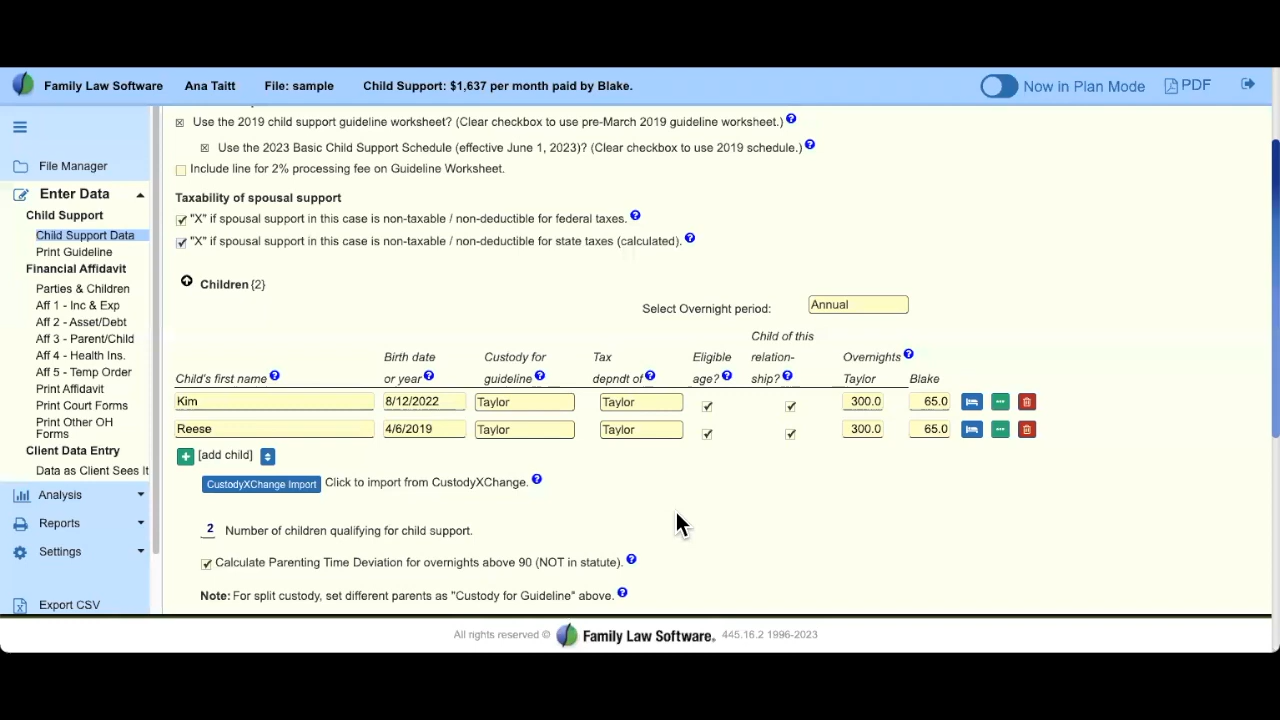 Family Law Software Ana Taitt File: sample Child Support: $1,637 per month paid by Blake. Now in Plan Mode PDF
File Manager
Enter Data
Child Support
Child Support Data
Print Guideline
Financial Affidavit
Parties & Children
Aff 1 - Inc & Exp
Aff 2 - Asset/Debt
Aff 3 - Parent/Child
Aff 4 - Health Ins.
Aff 5 - Temp Order
Print Affidavit
Print Court Forms
Print Other OH
Forms
Client Data Entry
Data as Client Sees It
Analysis
Reports
Settings
Export CSV
Use the 2019 child support guideline worksheet? (Clear checkbox to use pre-March 2019 guideline worksheet.) ?
Use the 2023 Basic Child Support Schedule (effective June 1, 2023)? (Clear checkbox to use 2019 schedule.) ?
Include line for 2% processing fee on Guideline Worksheet.
Taxability of spousal support
"X" if spousal support in this case is non-taxable / non-deductible for federal taxes. ?
"X" if spousal support in this case is non-taxable / non-deductible for state taxes (calculated). ?
Children {2}
Select Overnight period: Annual
Child of this
Birth date Custody for Tax Eligible relation- Overnights ?
Child's first name ? or year ? guideline ? depndt of ? age? ? ship? ? Taylor Blake
Kim 8/12/2022 Taylor Taylor 300.0 65.0
Reese 4/6/2019 Taylor Taylor 300.0 65.0
[add child]
CustodyXChange Import Click to import from CustodyXChange. ?
2 Number of children qualifying for child support.
Calculate Parenting Time Deviation for overnights above 90 (NOT in statute). ?
Note: For split custody, set different parents as "Custody for Guideline" above. ?
All rights reserved © Family Law Software® 445.16.2 1996-2023